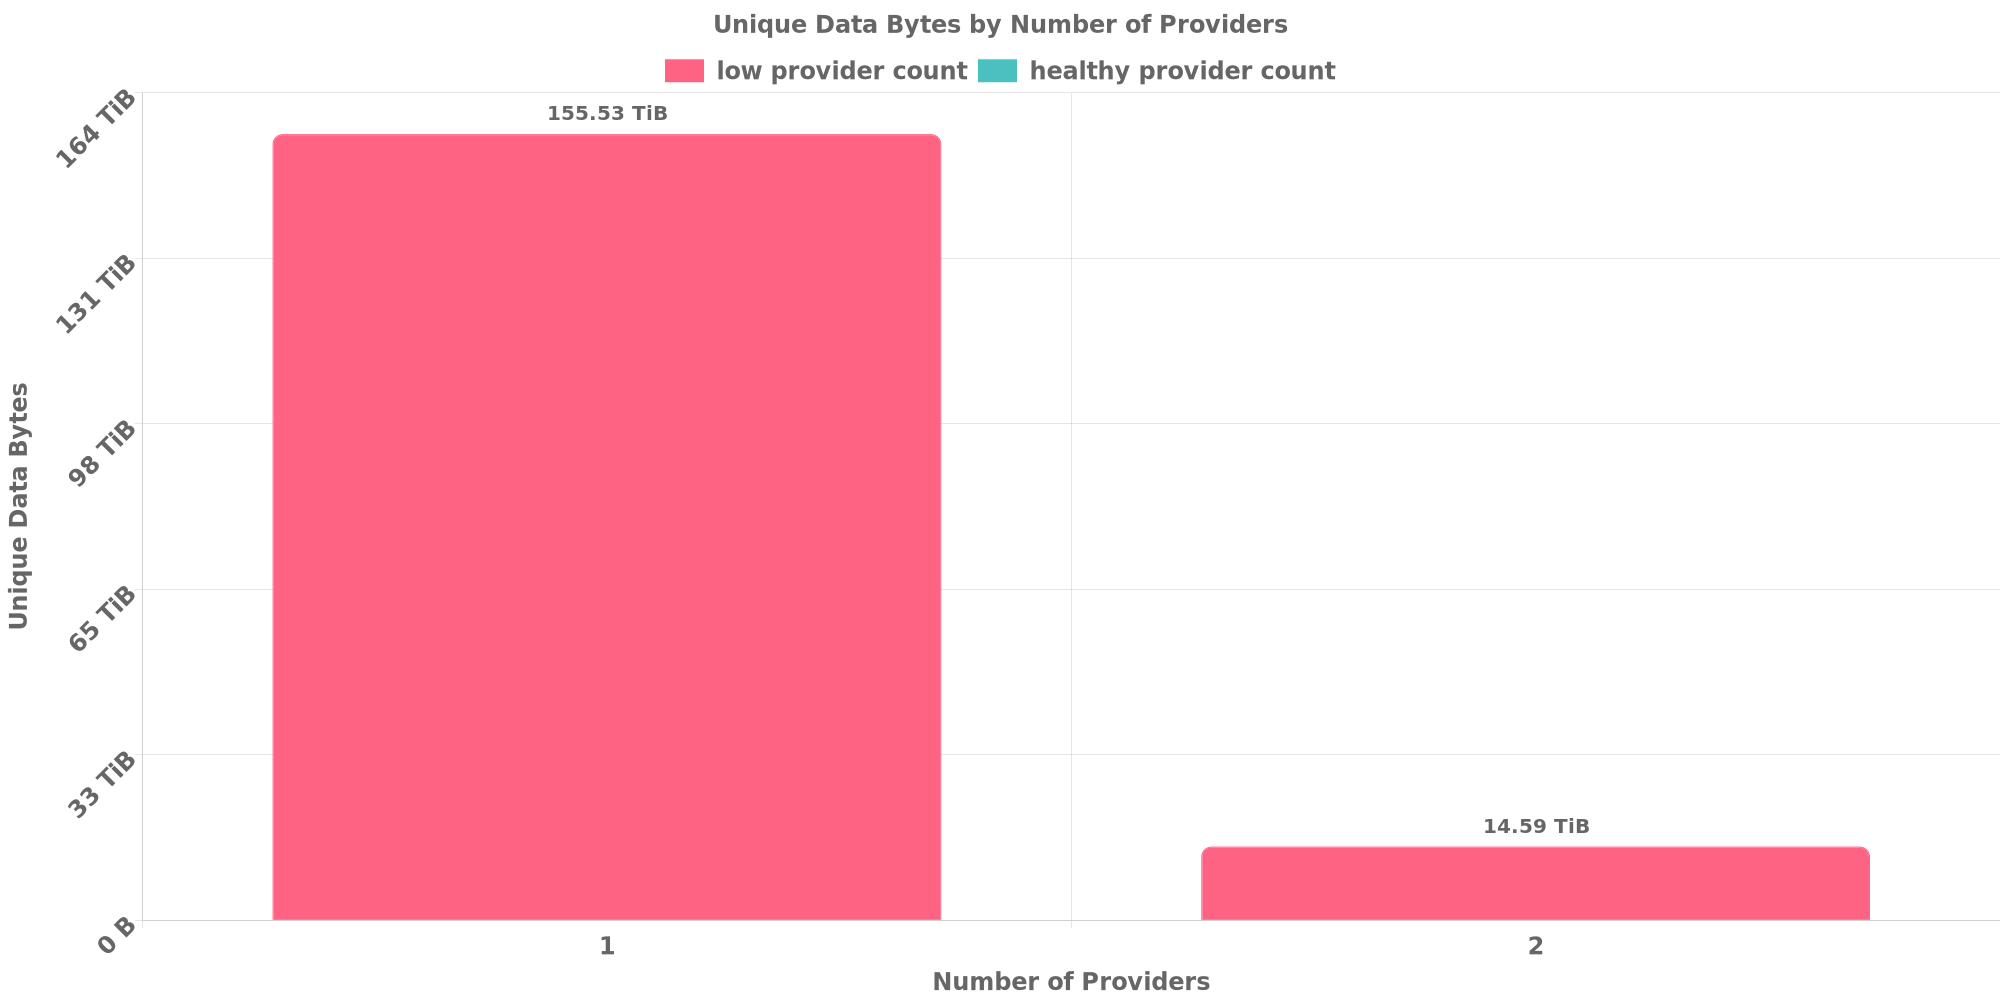 Unique Data Bytes by Number of Providers
low provider count healthy provider count
164 TiB
155.53 TiB
131 TiB
98 TiB
65 TiB
33 TiB
14.59 TiB
0 B
Unique Data Bytes
1 2
Number of Providers